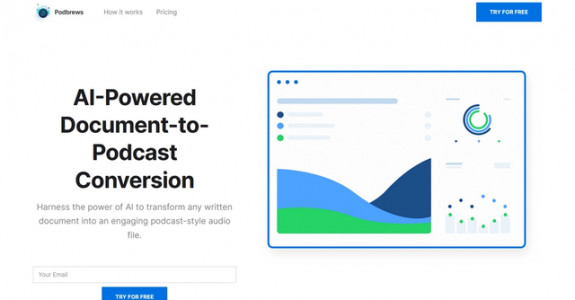 Podbrews How it works Pricing TRY FOR FREE
AI-Powered
Document-to-
Podcast
Conversion
Harness the power of AI to transform any written
document into an engaging podcast-style audio
file.
Your Email
TRY FOR FREE